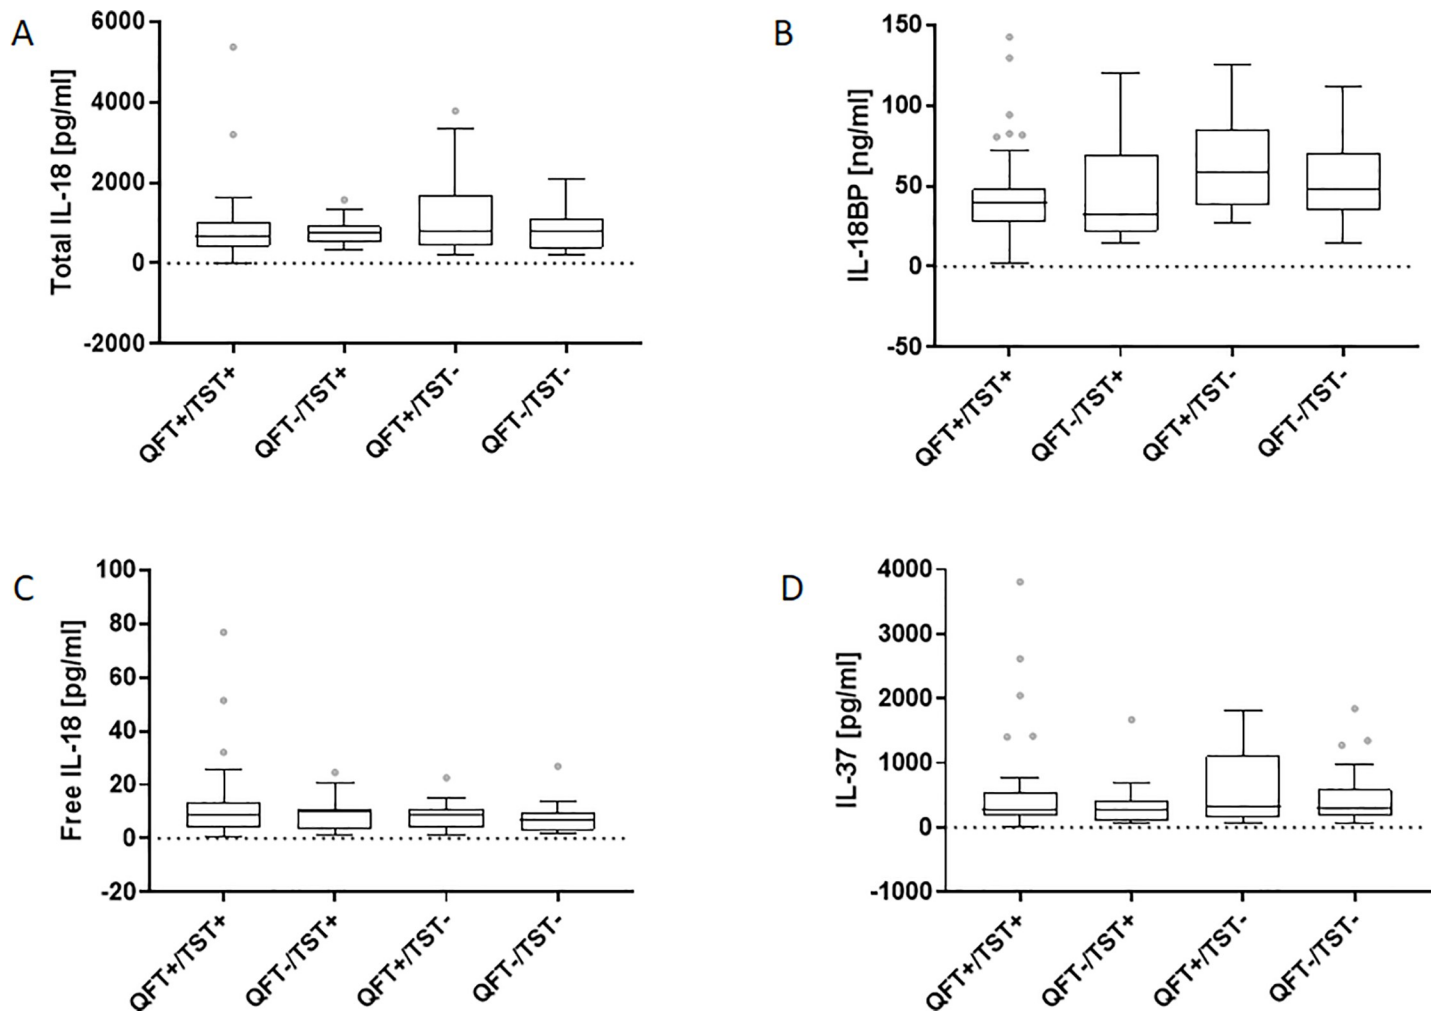 A
Total IL-18 [pg/ml]
6000
4000
2000
0
-2000
QFT+/TST+
QFT-/TST+
QFT+/TST-
QFT-/TST-
B
IL-18BP [ng/ml]
150
100
50
0
-50
QFT+/TST+
QFT-/TST+
QFT+/TST-
QFT-/TST-
C
Free IL-18 [pg/ml]
100
80
60
40
20
0
-20
QFT+/TST+
QFT-/TST+
QFT+/TST-
QFT-/TST-
D
IL-37 [pg/ml]
4000
3000
2000
1000
0
-1000
QFT+/TST+
QFT-/TST+
QFT+/TST-
QFT-/TST-